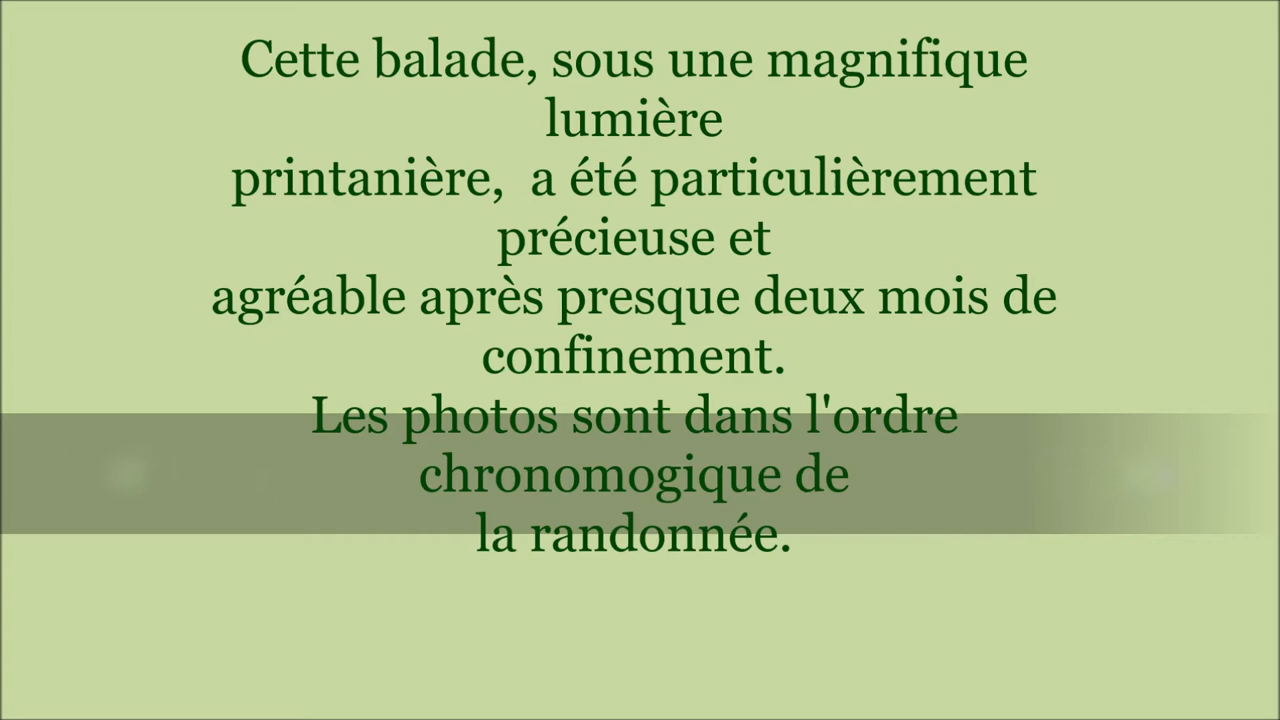 Cette balade, sous une magnifique
lumière
printanière,  a été particulièrement
précieuse et
agréable après presque deux mois de
confinement.
Les photos sont dans l'ordre
chronomogique de
la randonnée.